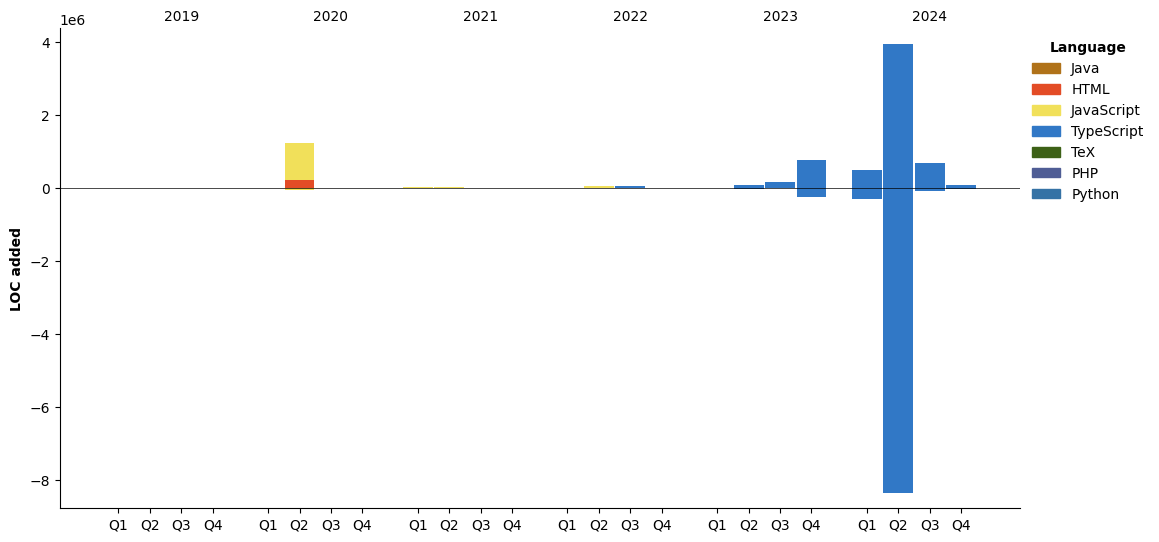 1e6
2019 2020 2021 2022 2023 2024
4
2
0
−2
−4
−6
−8
LOC added
Q1 Q2 Q3 Q4 Q1 Q2 Q3 Q4 Q1 Q2 Q3 Q4 Q1 Q2 Q3 Q4 Q1 Q2 Q3 Q4 Q1 Q2 Q3 Q4
Language
Java
HTML
JavaScript
TypeScript
TeX
PHP
Python